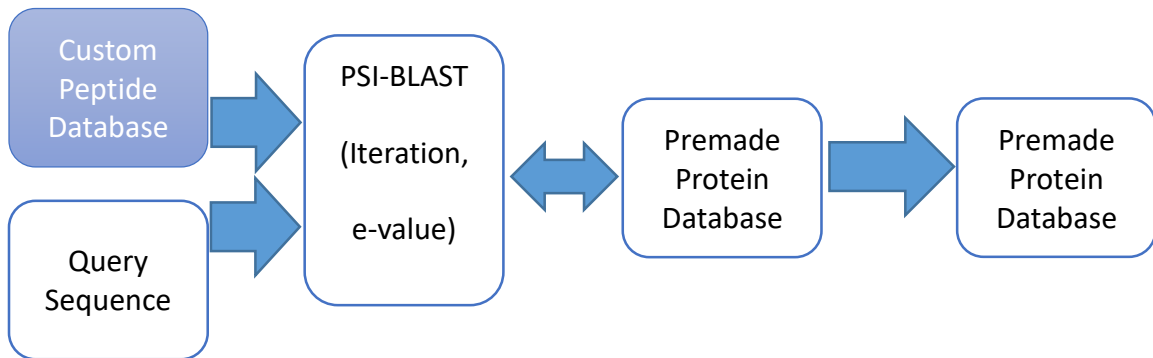 Custom
Peptide
Database
Query
Sequence
PSI-BLAST
(Iteration,
e-value)
Premade
Protein
Database
Premade
Protein
Database